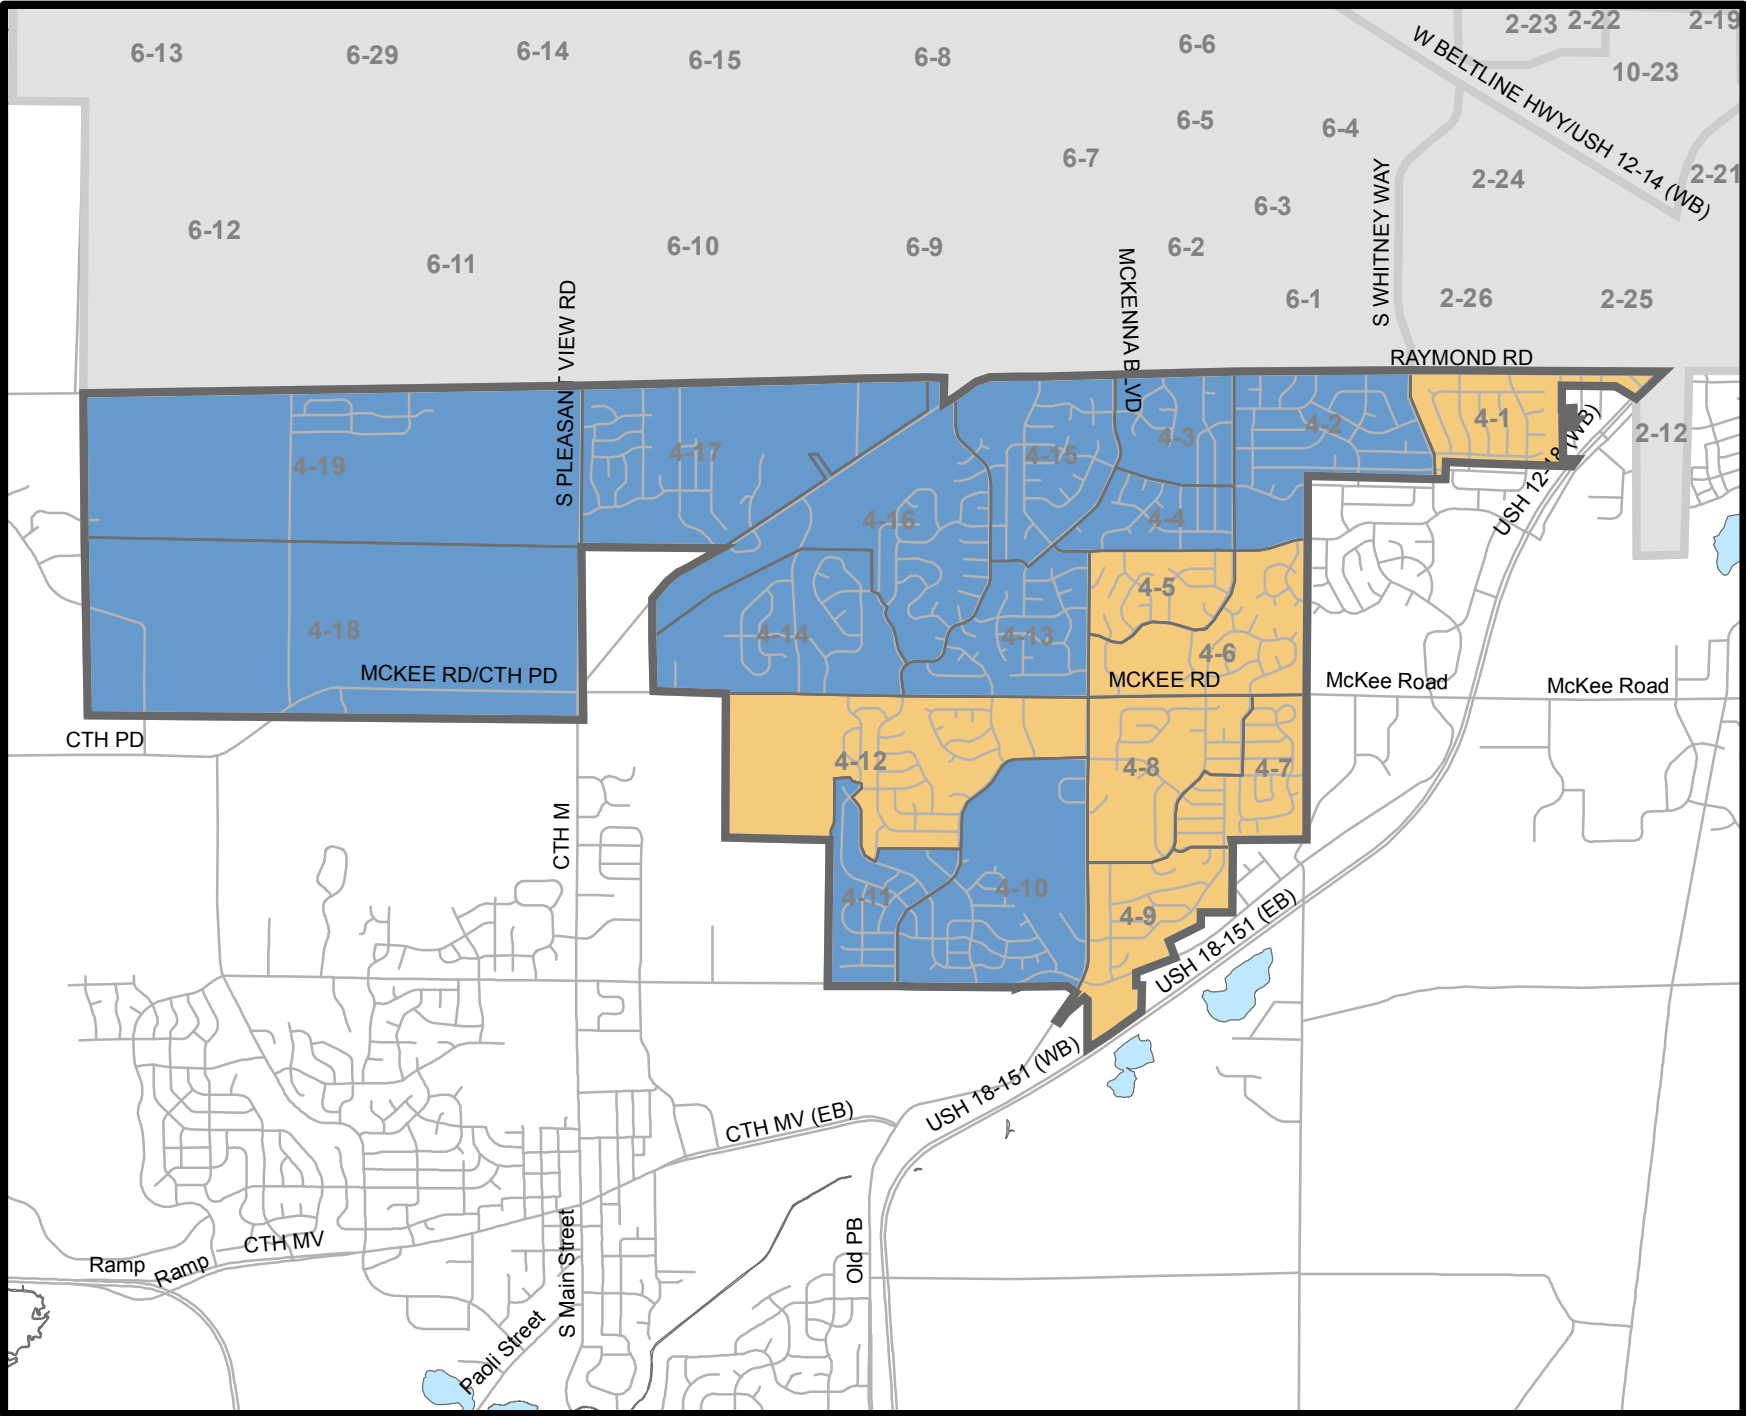 2-23
2-22
2-19
6-13
6-29
6-14
6-15
6-8
6-6
W BELTLINE HWY/USH 12-14 (WB)
10-23
6-5
6-4
6-7
2-24
2-21
S WHITNEY WAY
6-3
6-12
6-11
6-10
6-9
6-2
MCKENNA BLVD
6-1
2-26
2-25
S PLEASANT VIEW RD
RAYMOND RD
4-19
4-17
4-15
4-3
4-2
4-1
2-12
USH 12-18 (WB)
4-16
4-4
4-5
4-18
4-14
4-13
4-6
MCKEE RD/CTH PD
MCKEE RD
McKee Road
McKee Road
CTH PD
4-12
4-8
4-7
CTH M
4-11
4-10
4-9
USH 18-151 (EB)
USH 18-151 (WB)
CTH MV (EB)
CTH MV
Ramp
Ramp
S Main Street
Old PB
Paoli Street